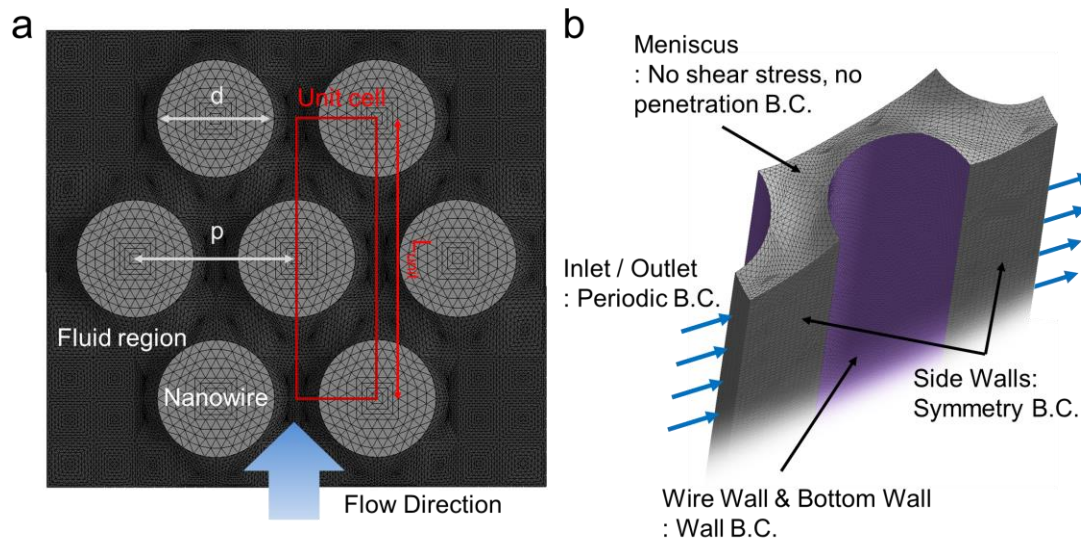 a
d
Unit cell
p
Fluid region
Nanowire
Flow Direction
b
Meniscus
: No shear stress, no
penetration B.C.
Inlet / Outlet
: Periodic B.C.
Side Walls:
Symmetry B.C.
Wire Wall & Bottom Wall
: Wall B.C.